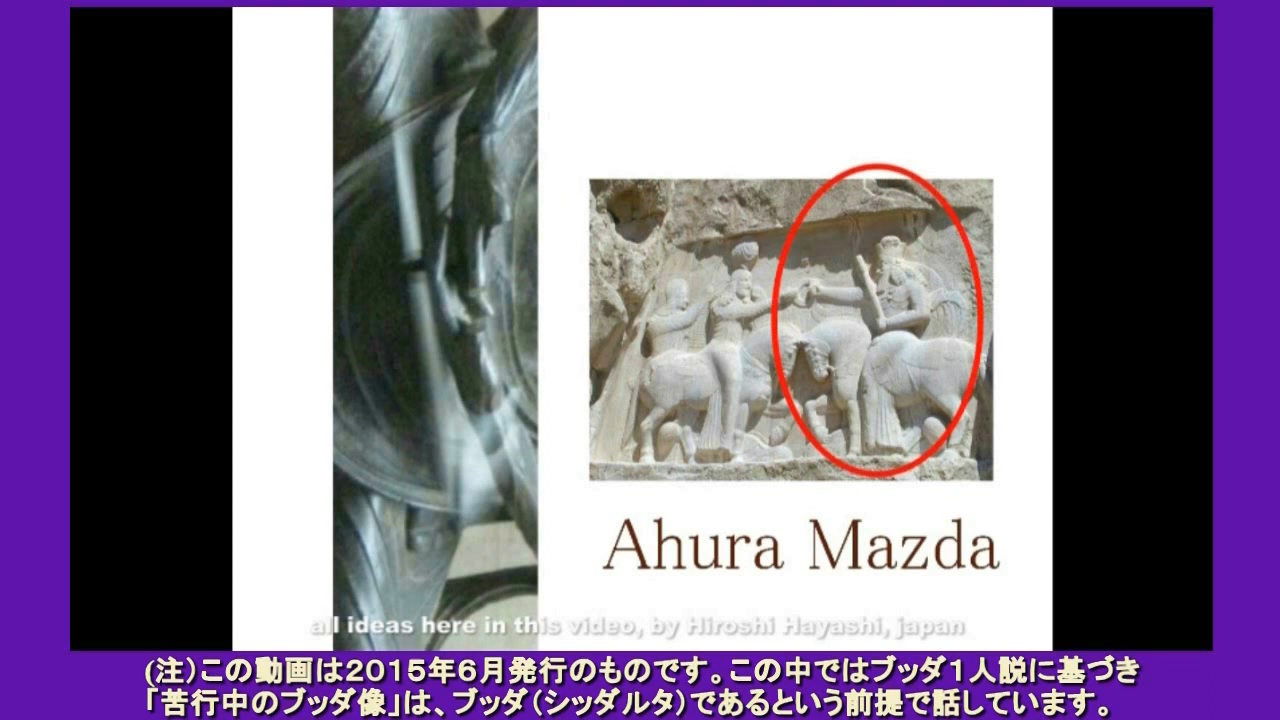 Ahura Mazda
all ideas here in this video, by Hiroshi Hayashi, japan
(注)この動画は2015年6月発行のものです。この中ではブッダ1人説に基づき
「苦行中のブッダ像」は、ブッダ(シッダルタ)であるという前提で話しています。